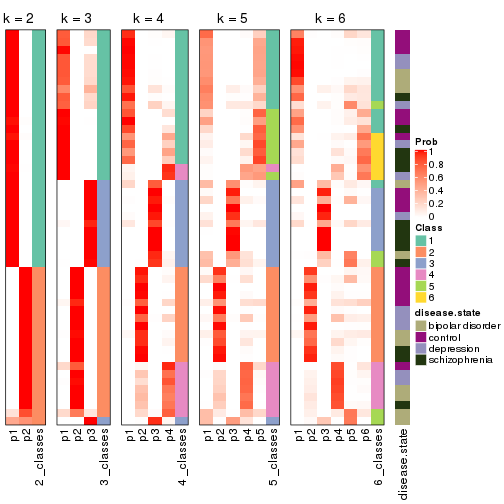 k = 2
k = 3
k = 4
k = 5
k = 6
Prob
1
0.8
0.6
0.4
0.2
0
Class
1
2
3
4
5
6
disease.state
bipolar disorder
control
depression
schizophrenia
p1
p2
2_classes
p1
p2
p3
3_classes
p1
p2
p3
p4
4_classes
p1
p2
p3
p4
p5
5_classes
p1
p2
p3
p4
p5
p6
6_classes
disease.state